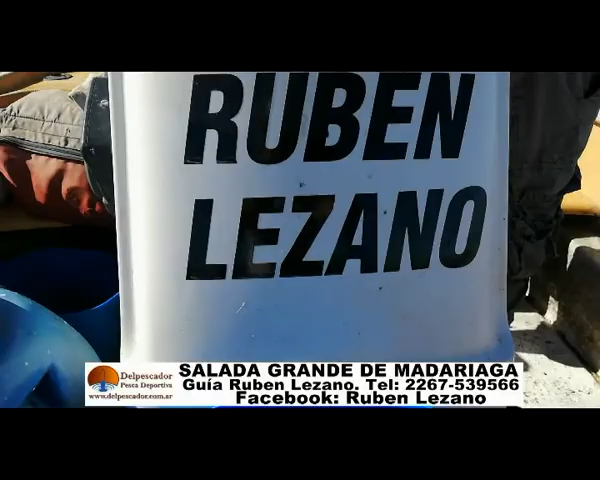 RUBEN
LEZANO
Delpescador
Pesca Deportiva
www.delpescador.com.ar
SALADA GRANDE DE MADARIAGA
Guía Ruben Lezano. Tel: 2267-539566
Facebook: Ruben Lezano